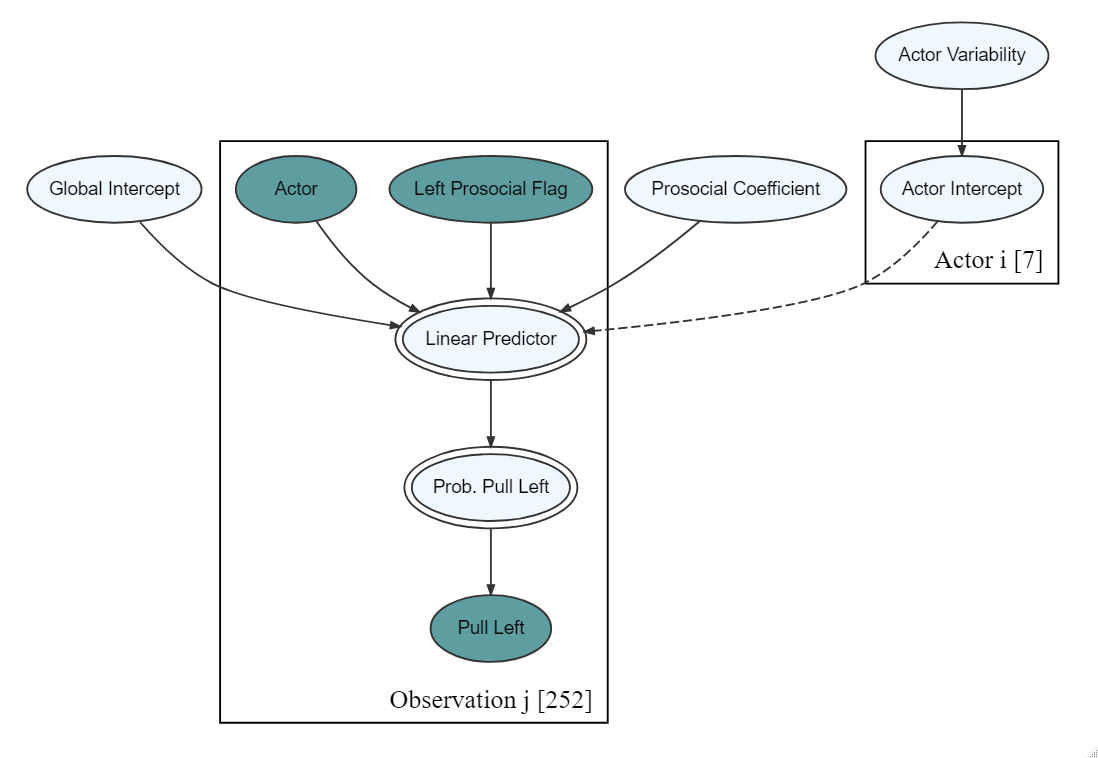 Actor Variability
Global Intercept
Actor
Left Prosocial Flag
Prosocial Coefficient
Actor Intercept
Actor i [7]
Linear Predictor
Prob. Pull Left
Pull Left
Observation j [252]